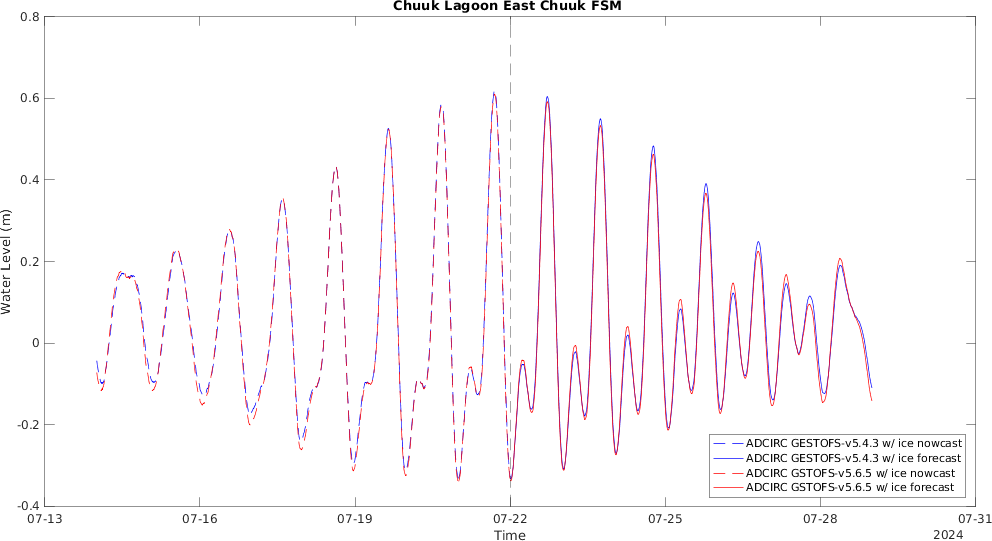 Chuuk Lagoon East Chuuk FSM
0.8
0.6
0.4
0.2
0
-0.2
-0.4
Water Level (m)
07-13
07-16
07-19
07-22
07-25
07-28
07-31
Time
2024
ADCIRC GESTOFS-v5.4.3 w/ ice nowcast
ADCIRC GESTOFS-v5.4.3 w/ ice forecast
ADCIRC GSTOFS-v5.6.5 w/ ice nowcast
ADCIRC GSTOFS-v5.6.5 w/ ice forecast